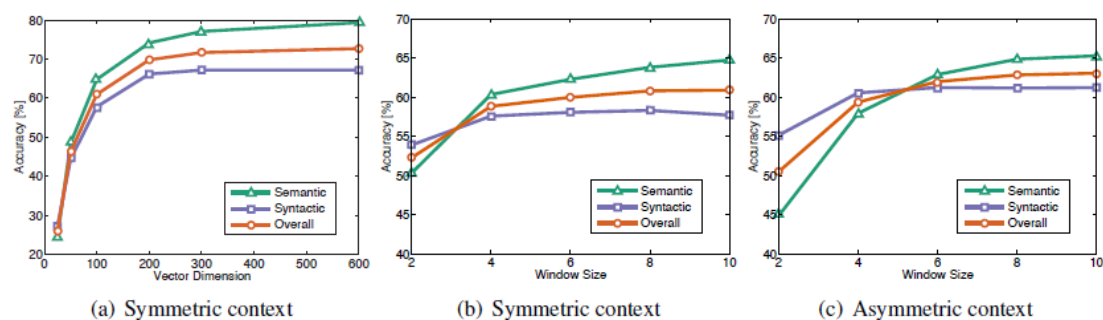 80
70
60
50
40
30
20
Accuracy [%]
0 100 200 300 400 500 600
Vector Dimension
Semantic
Syntactic
Overall
(a) Symmetric context
70
65
60
55
50
45
40
Accuracy [%]
2 4 6 8 10
Window Size
Semantic
Syntactic
Overall
(b) Symmetric context
70
65
60
55
50
45
40
Accuracy [%]
2 4 6 8 10
Window Size
Semantic
Syntactic
Overall
(c) Asymmetric context